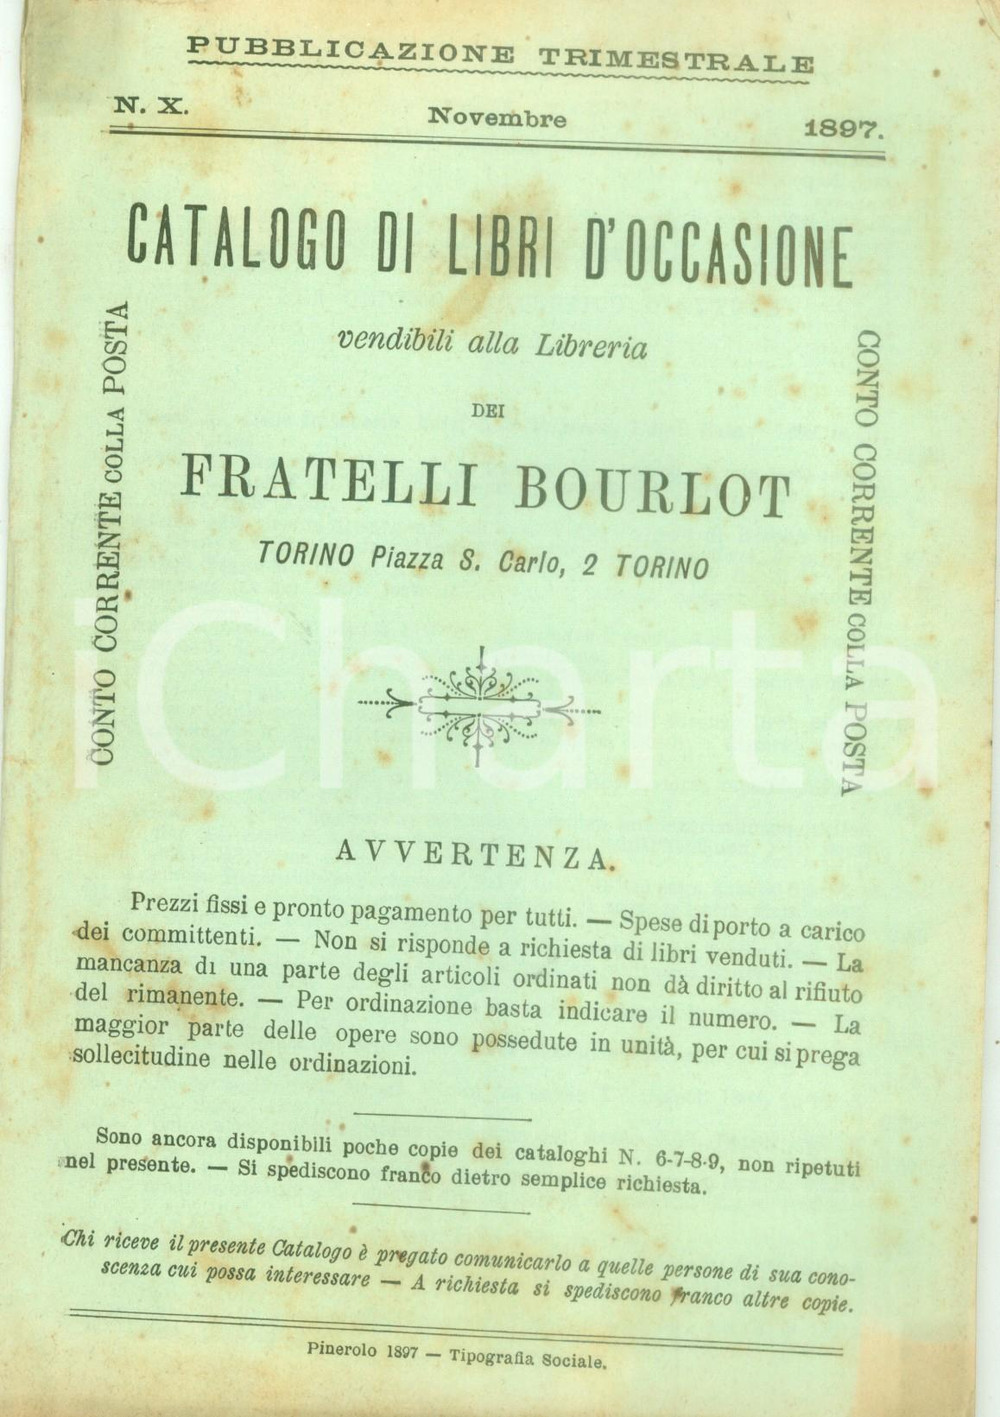 PUBBLICAZIONE TRIMESTRALE
N. X. Novembre 1897.
CATALOGO DI LIBRI D'OCCASIONE
vendibili alla Libreria
DEI
FRATELLI BOURLOT
TORINO Piazza S. Carlo, 2 TORINO
CONTO CORRENTE COLLA POSTA
CONTO CORRENTE COLLA POSTA
iCharta
AVVERTENZA.
Prezzi fissi e pronto pagamento per tutti. — Spese di porto a carico
dei committenti. — Non si risponde a richiesta di libri venduti. — La
mancanza di una parte degli articoli ordinati non dà diritto al rifiuto
del rimanente. — Per ordinazione basta indicare il numero. — La
maggior parte delle opere sono possedute in unità, per cui si prega
sollecitudine nelle ordinazioni.
Sono ancora disponibili poche copie dei cataloghi N. 6-7-8-9, non ripetuti
nel presente. — Si spediscono franco dietro semplice richiesta.
Chi riceve il presente Catalogo è pregato comunicarlo a quelle persone di sua cono-
scenza cui possa interessare — A richiesta si spediscono franco altre copie.
Pinerolo 1897 — Tipografia Sociale.